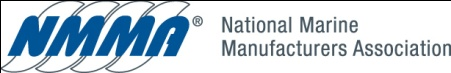 NMMA®
National Marine
Manufacturers Association